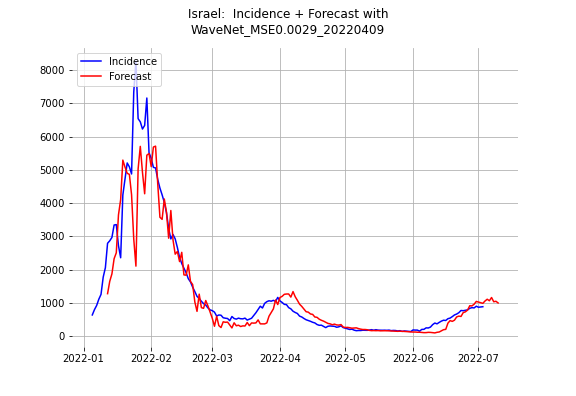 Israel:  Incidence + Forecast with
WaveNet_MSE0.0029_20220409
Incidence
Forecast
8000
7000
6000
5000
4000
3000
2000
1000
0
2022-01 2022-02 2022-03 2022-04 2022-05 2022-06 2022-07